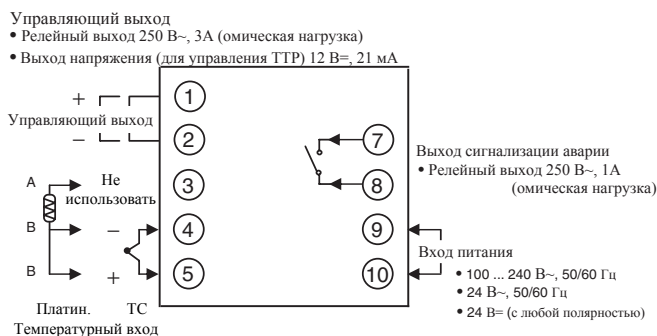 Управляющий выход
• Релейный выход 250 В~, 3А (омическая нагрузка)
• Выход напряжения (для управления ТТР) 12 В=, 21 мА
+
Управляющий выход
−
1
2
3
4
5
7
8
9
10
A
B
B
Не
использовать
−
+
Платин.
ТС
Температурный вход
Выход сигнализации аварии
• Релейный выход 250 В~, 1А
(омическая нагрузка)
Вход питания
• 100 ... 240 В~, 50/60 Гц
• 24 В~, 50/60 Гц
• 24 В= (с любой полярностью)